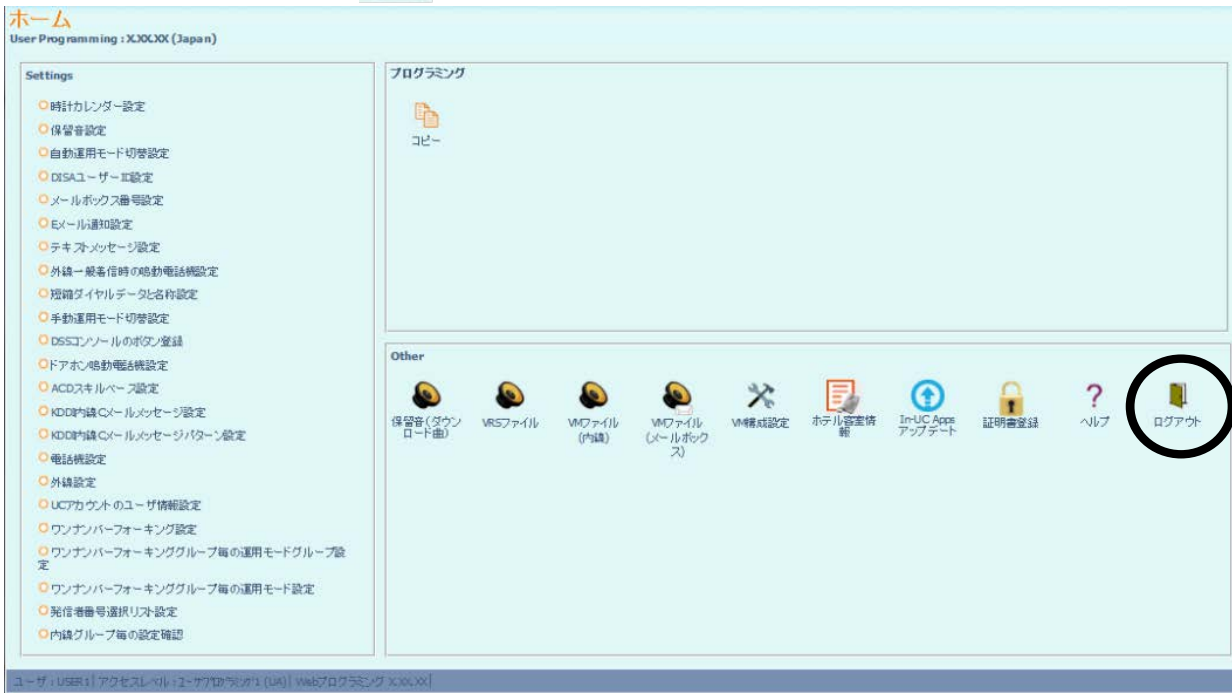 ホーム
User Programming : X.XX.XX (Japan)
Settings
時計カレンダー設定
保留音設定
自動運用モード切替設定
DISAユーザーID設定
メールボックス番号設定
Eメール通知設定
テキストメッセージ設定
外線一般着信時の鳴動電話機設定
短縮ダイヤルデータと名称設定
手動運用モード切替設定
DSSコンソールのボタン登録
ドアホン鳴動電話機設定
ACDスキルベース設定
KDDI内線Cメールメッセージ設定
KDDI内線Cメールメッセージパターン設定
電話機設定
外線設定
UCアカウントのユーザ情報設定
ワンナンバーフォーキング設定
ワンナンバーフォーキンググループ毎の運用モードグループ設
定
ワンナンバーフォーキンググループ毎の運用モード設定
発信者番号選択リスト設定
内線グループ毎の設定確認
プログラミング
コピー
Other
保留音(ダウン
ロード曲)
VRSファイル
VMファイル
(内線)
VMファイル
(メールボック
ス)
VM構成設定
ホテル客室情
報
In-UC Apps
アップデート
証明書登録
ヘルプ
ログアウト
ユーザ : USER1| アクセスレベル : ユーザプログラミング1 (UA)| Webプログラミング X.XX.XX|